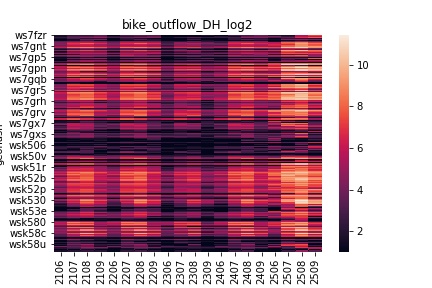 bike_outflow_DH_log2
ws7fzr
ws7gnt
ws7gp5
ws7gpn
ws7gqb
ws7gr5
ws7grh
ws7grv
ws7gx7
ws7gxs
wsk506
wsk50v
wsk51r
wsk52b
wsk52p
wsk530
wsk53e
wsk580
wsk58c
wsk58u
10
8
6
4
2
2106
2107
2108
2109
2206
2207
2208
2209
2306
2307
2308
2309
2406
2407
2408
2409
2506
2507
2508
2509